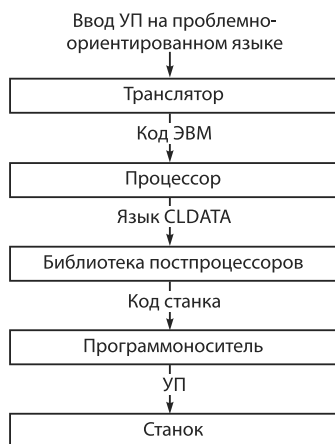 Ввод УП на проблемно-
ориентированном языке
Транслятор
Код ЭВМ
Процессор
Язык CLDATA
Библиотека постпроцессоров
Код станка
Программоноситель
УП
Станок